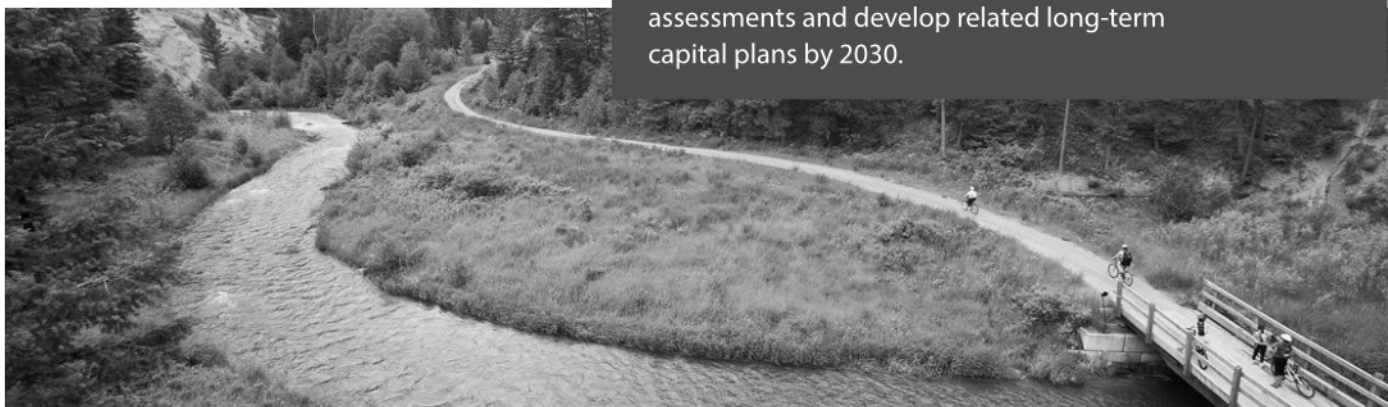 assessments and develop related long-term
capital plans by 2030.